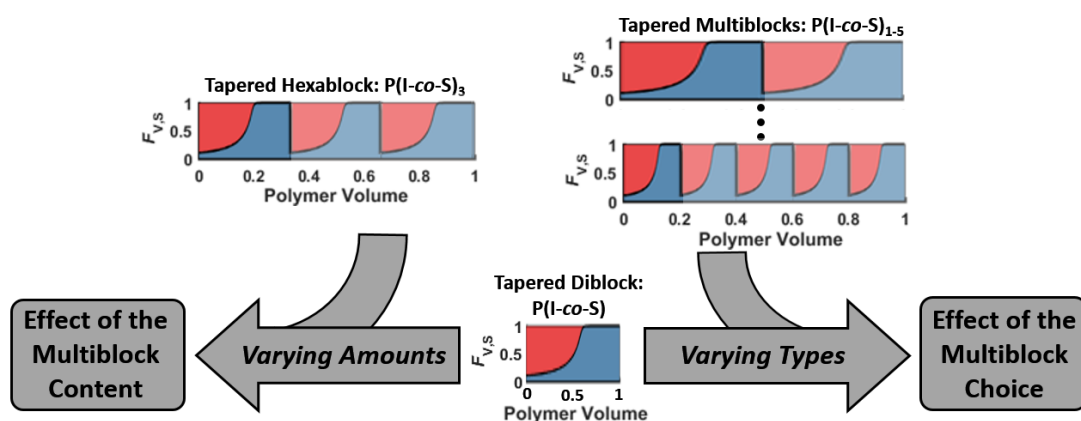 Tapered Multiblocks: P(I-co-S)1-5
1
0.5
0
FV,S
Tapered Hexablock: P(I-co-S)3
1
0.5
0
FV,S
0 0.2 0.4 0.6 0.8 1
Polymer Volume
1
0.5
0
FV,S
0 0.2 0.4 0.6 0.8 1
Polymer Volume
Tapered Diblock:
P(I-co-S)
1
0.5
0
FV,S
0 0.5 1
Polymer Volume
Effect of the
Multiblock
Content
Varying Amounts
Varying Types
Effect of the
Multiblock
Choice